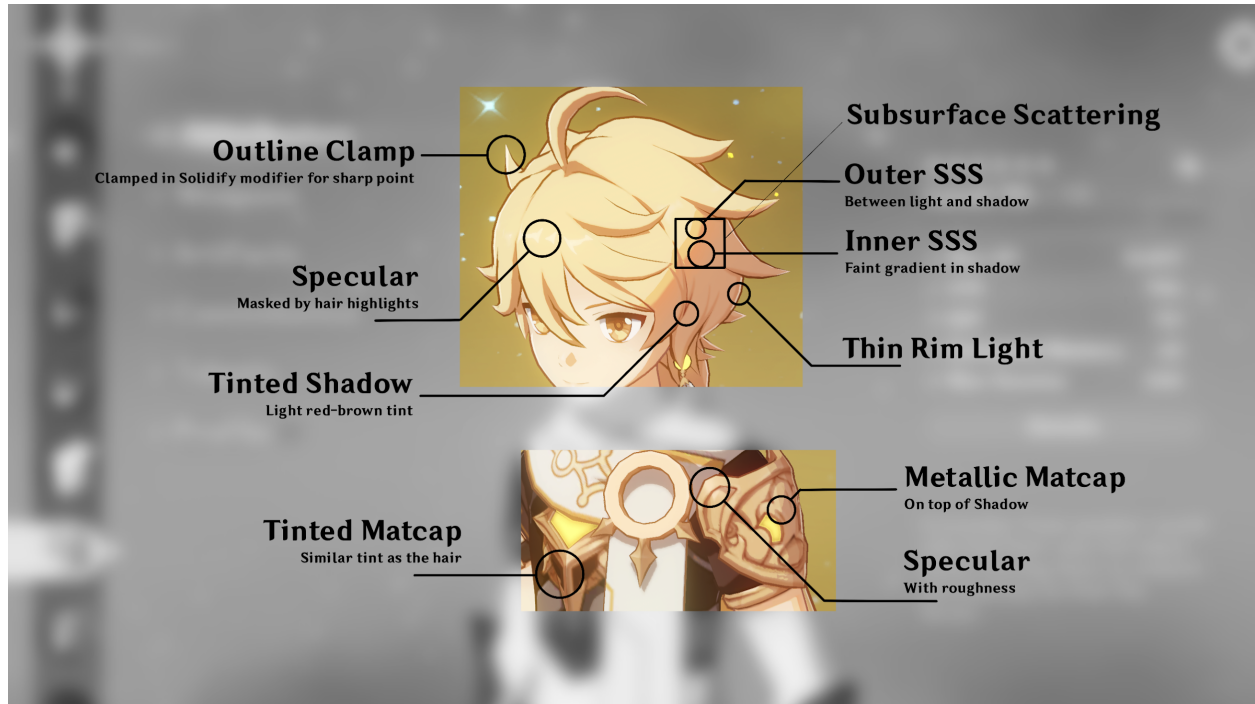 Outline Clamp
Clamped in Solidify modifier for sharp point
Specular
Masked by hair highlights
Tinted Shadow
Light red-brown tint
Subsurface Scattering
Outer SSS
Between light and shadow
Inner SSS
Faint gradient in shadow
Thin Rim Light
Tinted Matcap
Similar tint as the hair
Metallic Matcap
On top of Shadow
Specular
With roughness